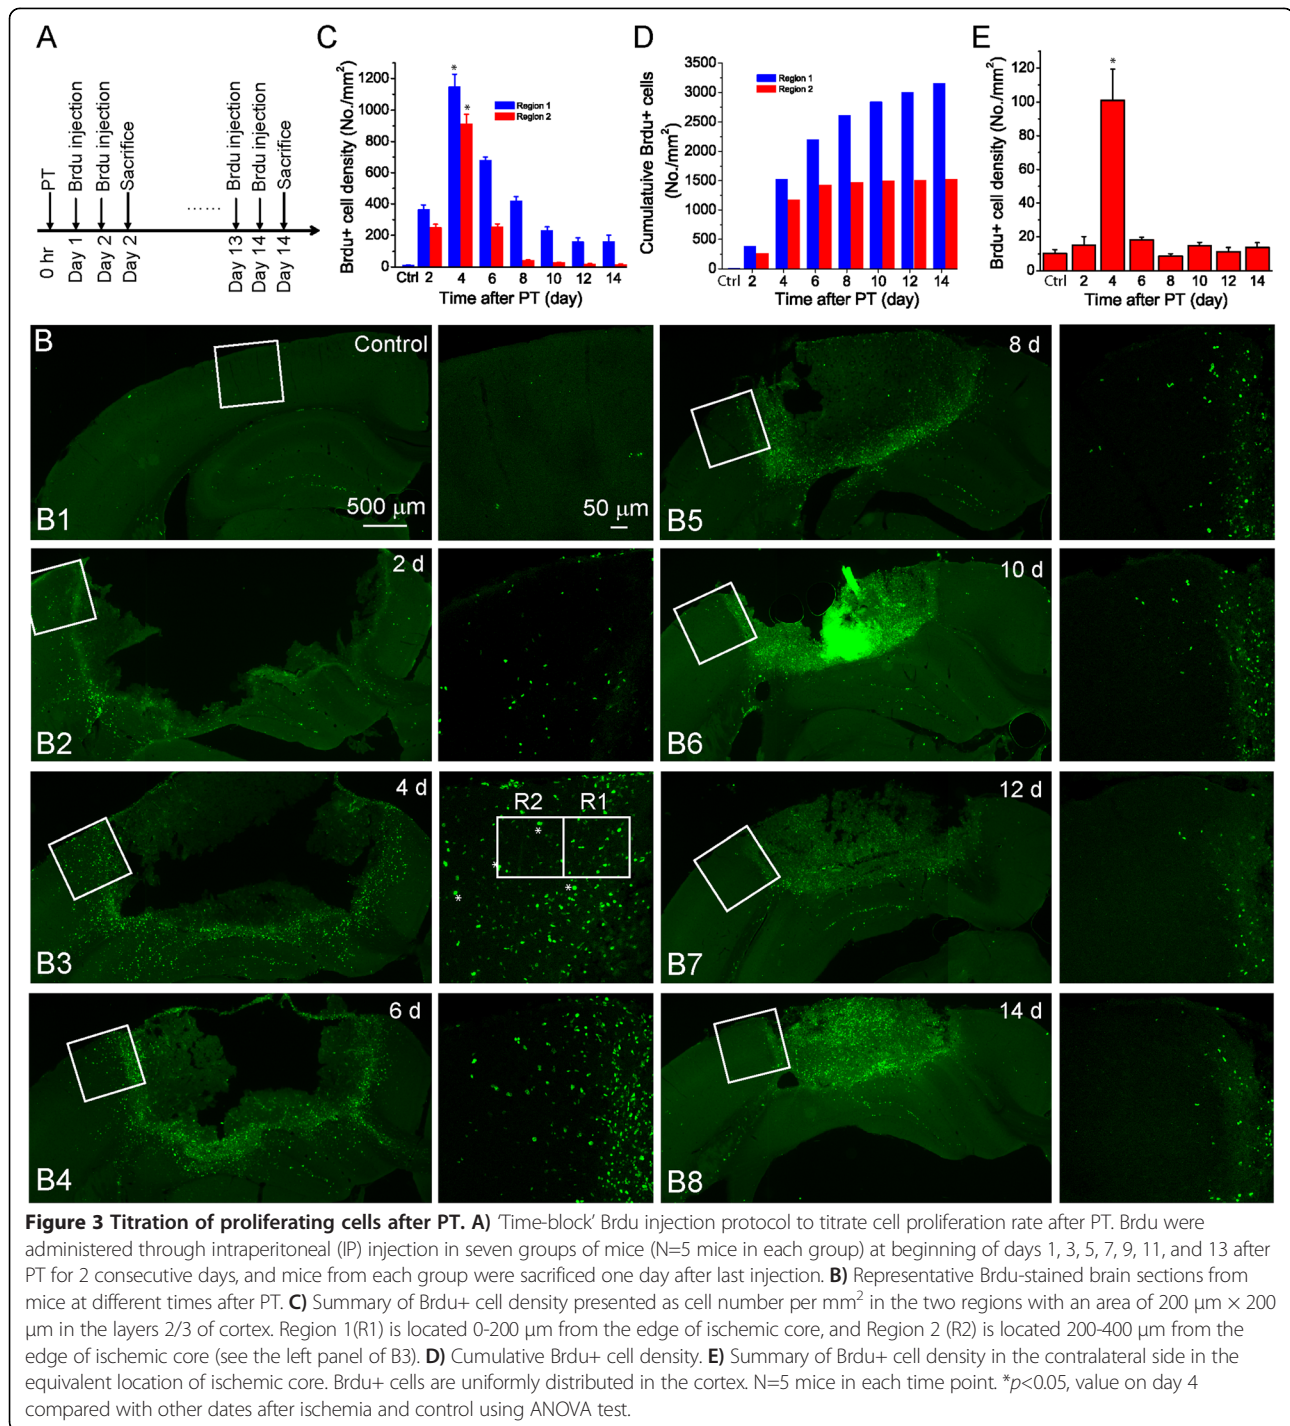 A
PT
Brdu injection
Brdu injection
Sacrifice
......
Brdu injection
Brdu injection
Sacrifice
0 hr
Day 1
Day 2
Day 2
Day 13
Day 14
Day 14
C
Brdu+ cell density (No./mm²)
1200
1000
800
600
400
200
0
* *
Region 1
Region 2
Ctrl 2 4 6 8 10 12 14
Time after PT (day)
D
Cumulatuive Brdu+ cells
(No./mm²)
3500
3000
2500
2000
1500
1000
500
0
Region 1
Region 2
Ctrl 2 4 6 8 10 12 14
Time after PT (day)
E
Brdu+ cell density (No./mm²)
120
100
80
60
40
20
0
*
Ctrl 2 4 6 8 10 12 14
Time after PT (day)
B
Control
500 µm
B1
50 µm
8 d
B5
2 d
B2
10 d
B6
4 d
B3
R2 R1
*
*
*
*
12 d
B7
6 d
B4
14 d
B8
Figure 3 Titration of proliferating cells after PT. A) 'Time-block' Brdu injection protocol to titrate cell proliferation rate after PT. Brdu were
administered through intraperitoneal (IP) injection in seven groups of mice (N=5 mice in each group) at beginning of days 1, 3, 5, 7, 9, 11, and 13 after
PT for 2 consecutive days, and mice from each group were sacrificed one day after last injection. B) Representative Brdu-stained brain sections from
mice at different times after PT. C) Summary of Brdu+ cell density presented as cell number per mm² in the two regions with an area of 200 µm × 200
µm in the layers 2/3 of cortex. Region 1(R1) is located 0-200 µm from the edge of ischemic core, and Region 2 (R2) is located 200-400 µm from the
edge of ischemic core (see the left panel of B3). D) Cumulative Brdu+ cell density. E) Summary of Brdu+ cell density in the contralateral side in the
equivalent location of ischemic core. Brdu+ cells are uniformly distributed in the cortex. N=5 mice in each time point. *p<0.05, value on day 4
compared with other dates after ischemia and control using ANOVA test.